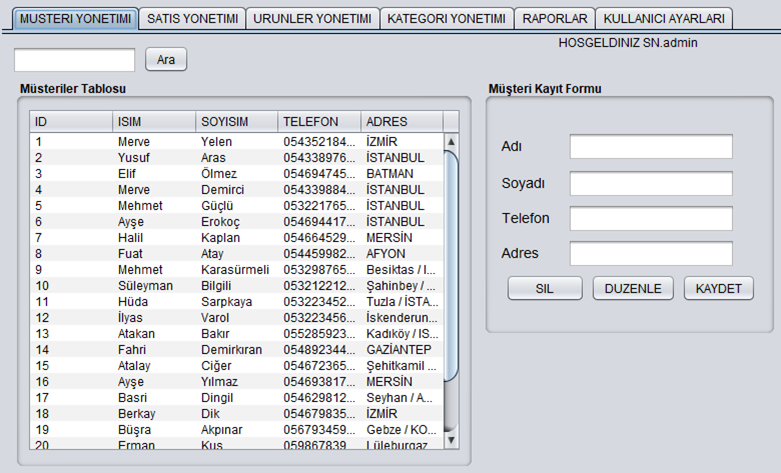 MUSTERI YONETIMI SATIS YONETIMI URUNLER YONETIMI KATEGORI YONETIMI RAPORLAR KULLANICI AYARLARI
HOSGELDINIZ SN.admin
Ara
Müsteriler Tablosu
ID ISIM SOYISIM TELEFON ADRES
1 Merve Yelen 054352184... İZMİR
2 Yusuf Aras 054338976... İSTANBUL
3 Elif Ölmez 054694745... BATMAN
4 Merve Demirci 054339884... İSTANBUL
5 Mehmet Güçlü 053221765... İSTANBUL
6 Ayşe Erokoç 054694417... İSTANBUL
7 Halil Kaplan 054664529... MERSİN
8 Fuat Atay 054459982... AFYON
9 Mehmet Karasürmeli 053298765... Besiktas / I...
10 Süleyman Bilgili 053212212... Şahinbey / ...
11 Hüda Sarpkaya 053223452... Tuzla / İSTA...
12 İlyas Varol 053223456... İskenderun...
13 Atakan Bakır 055285923... Kadıköy / IS...
14 Fahri Demirkıran 054892344... GAZİANTEP
15 Atalay Ciğer 054672365... Şehitkamil ...
16 Ayşe Yılmaz 054693817... MERSİN
17 Basri Dingil 054629812... Seyhan / A...
18 Berkay Dik 054679835... İZMİR
19 Büşra Akpınar 056793459... Gebze / KO...
20 Erman Kus 059867839 Lüleburgaz
Müşteri Kayıt Formu
Adı
Soyadı
Telefon
Adres
SIL DUZENLE KAYDET